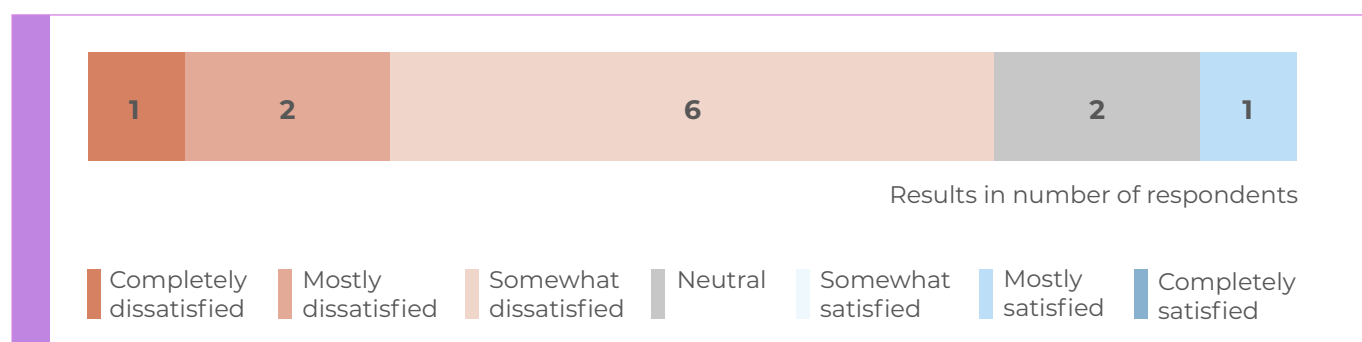 1 2 6 2 1
Results in number of respondents
Completely
dissatisfied
Mostly
dissatisfied
Somewhat
dissatisfied
Neutral
Somewhat
satisfied
Mostly
satisfied
Completely
satisfied